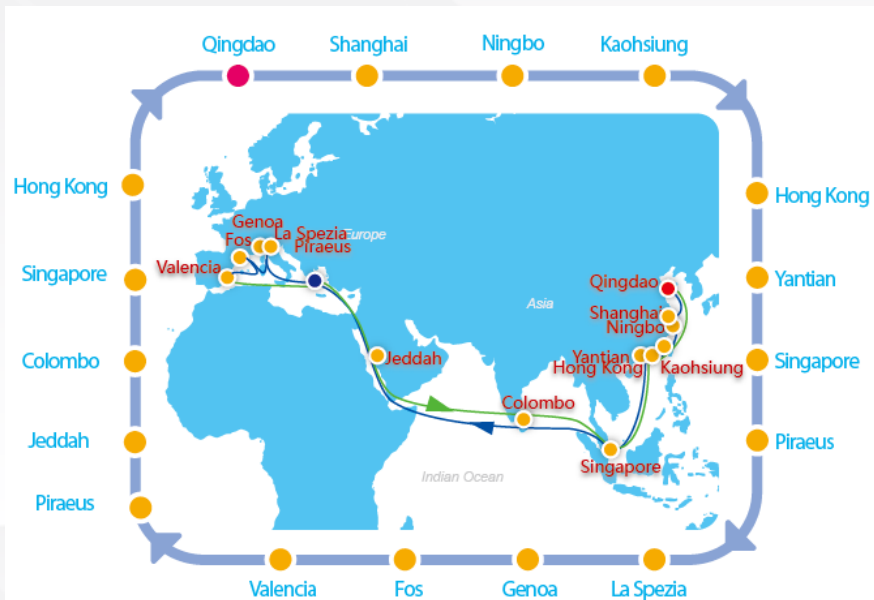 Qingdao
Shanghai
Ningbo
Kaohsiung
Hong Kong
Hong Kong
Genoa
La Spezia
Europe
Fos
Piraeus
Valencia
Singapore
Qingdao
Yantian
Asia
Shanghai
Ningbo
Colombo
Jeddah
Yantian
Hong Kong
Kaohsiung
Singapore
Colombo
Jeddah
Piraeus
Singapore
Indian Ocean
Piraeus
Valencia
Fos
Genoa
La Spezia